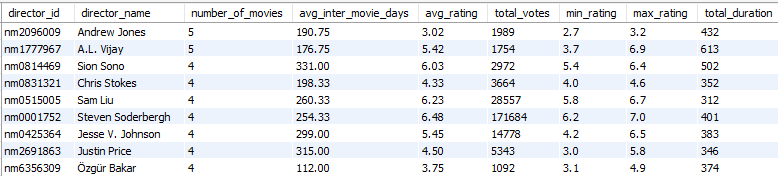 director_id director_name number_of_movies avg_inter_movie_days avg_rating total_votes min_rating max_rating total_duration
nm2096009 Andrew Jones 5 190.75 3.02 1989 2.7 3.2 432
nm1777967 A.L. Vijay 5 176.75 5.42 1754 3.7 6.9 613
nm0814469 Sion Sono 4 331.00 6.03 2972 5.4 6.4 502
nm0831321 Chris Stokes 4 198.33 4.33 3664 4.0 4.6 352
nm0515005 Sam Liu 4 260.33 6.23 28557 5.8 6.7 312
nm0001752 Steven Soderbergh 4 254.33 6.48 171684 6.2 7.0 401
nm0425364 Jesse V. Johnson 4 299.00 5.45 14778 4.2 6.5 383
nm2691863 Justin Price 4 315.00 4.50 5343 3.0 5.8 346
nm6356309 Özgür Bakar 4 112.00 3.75 1092 3.1 4.9 374